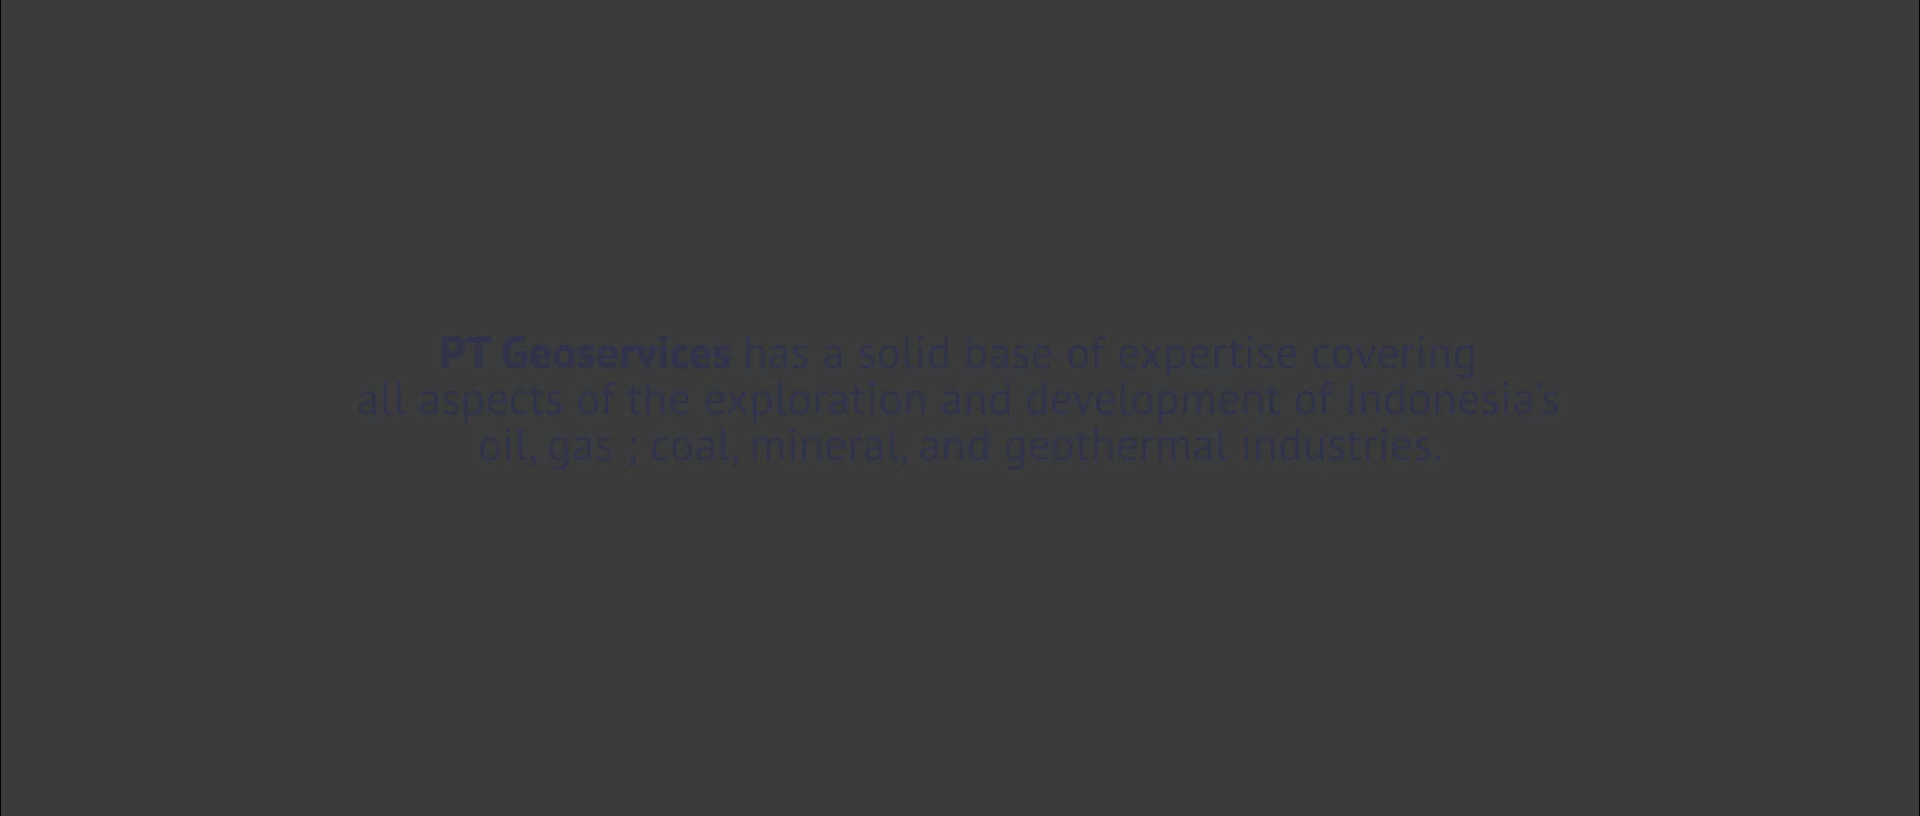 PT Geoservices has a solid base of expertise covering
all aspects of the exploration and development of Indonesia's
oil, gas ; coal, mineral, and geothermal industries.